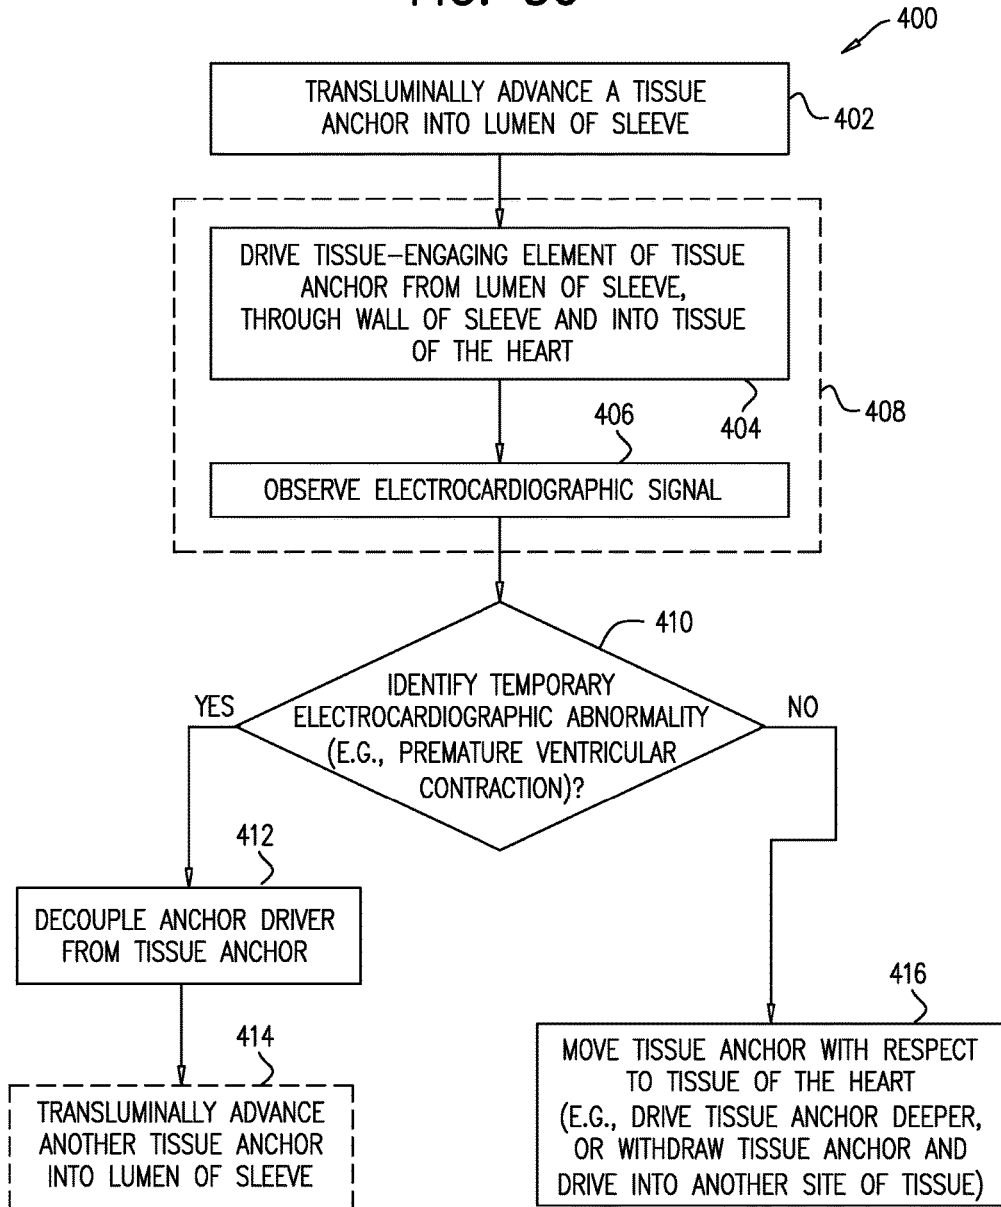 400
TRANSLUMINALLY ADVANCE A TISSUE
ANCHOR INTO LUMEN OF SLEEVE
402
DRIVE TISSUE-ENGAGING ELEMENT OF TISSUE
ANCHOR FROM LUMEN OF SLEEVE,
THROUGH WALL OF SLEEVE AND INTO TISSUE
OF THE HEART
404
408
406
OBSERVE ELECTROCARDIOGRAPHIC SIGNAL
410
IDENTIFY TEMPORARY
ELECTROCARDIOGRAPHIC ABNORMALITY
(E.G., PREMATURE VENTRICULAR
CONTRACTION)?
YES
NO
412
DECOUPLE ANCHOR DRIVER
FROM TISSUE ANCHOR
414
TRANSLUMINALLY ADVANCE
ANOTHER TISSUE ANCHOR
INTO LUMEN OF SLEEVE
416
MOVE TISSUE ANCHOR WITH RESPECT
TO TISSUE OF THE HEART
(E.G., DRIVE TISSUE ANCHOR DEEPER,
OR WITHDRAW TISSUE ANCHOR AND
DRIVE INTO ANOTHER SITE OF TISSUE)